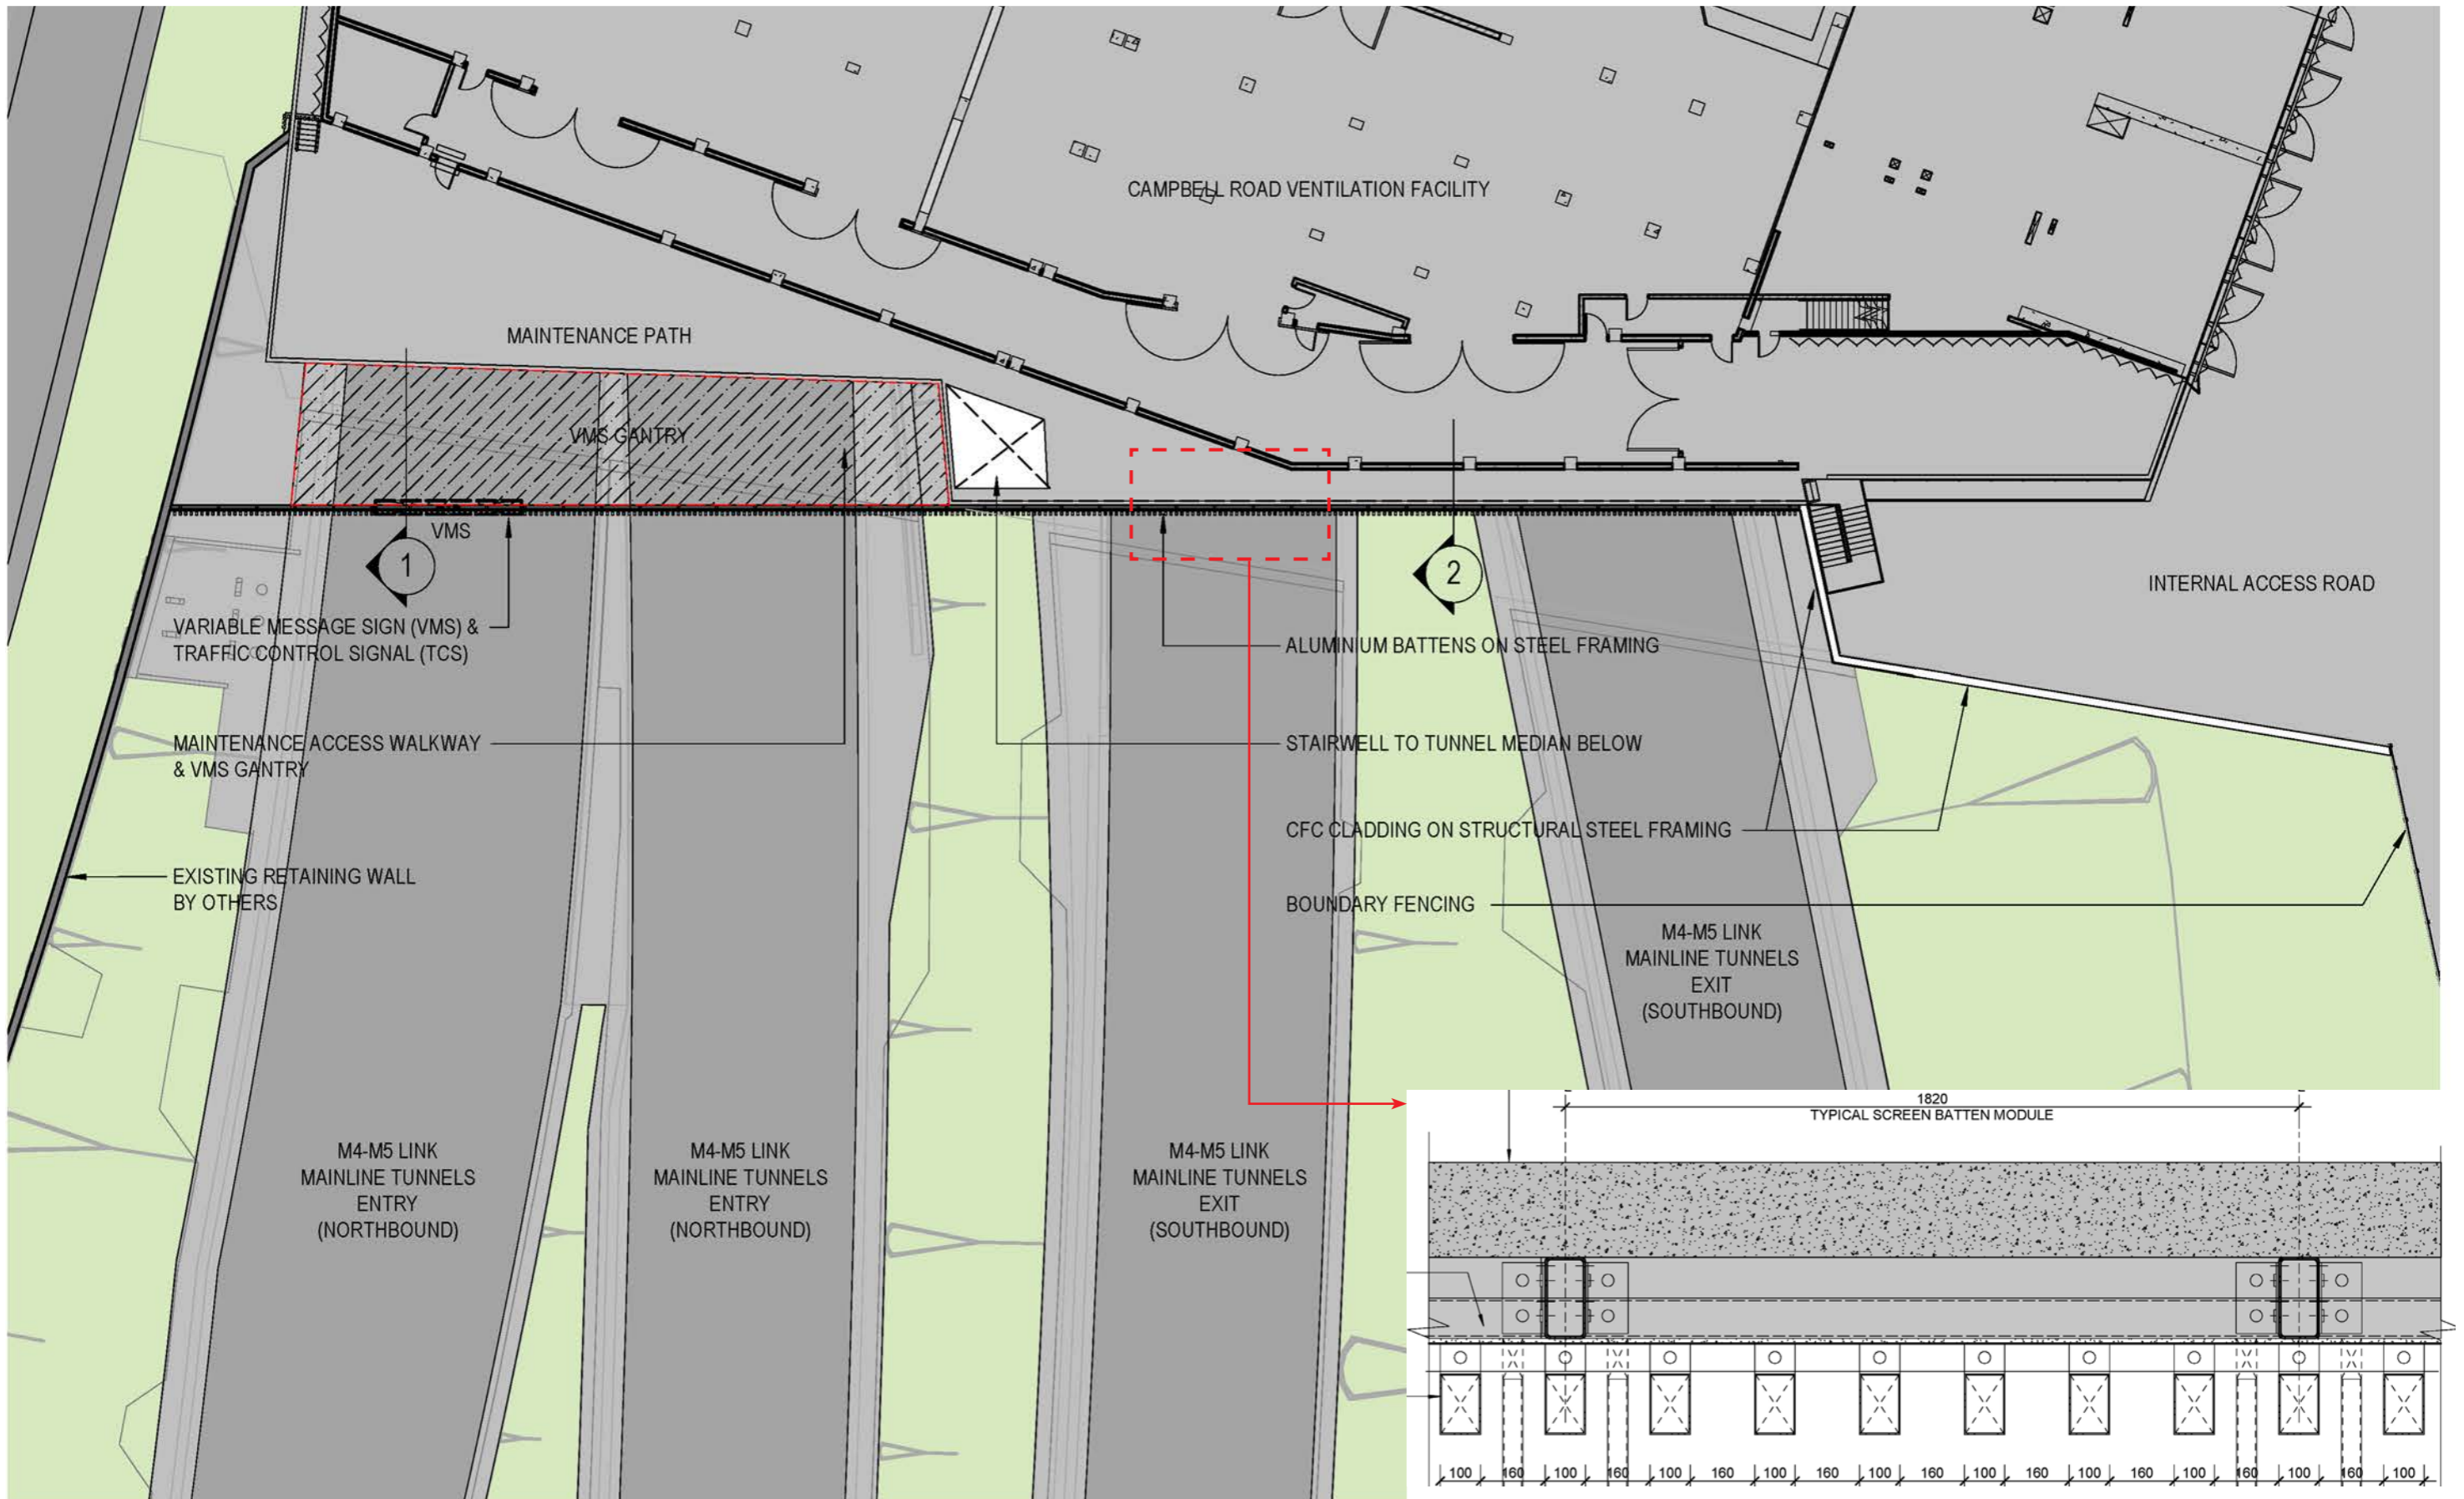 CAMPBELL ROAD VENTILATION FACILITY
MAINTENANCE PATH
VMS GANTRY
VMS
1
2
INTERNAL ACCESS ROAD
VARIABLE MESSAGE SIGN (VMS) &
TRAFFIC CONTROL SIGNAL (TCS)
ALUMINIUM BATTENS ON STEEL FRAMING
MAINTENANCE ACCESS WALKWAY
& VMS GANTRY
STAIRWELL TO TUNNEL MEDIAN BELOW
CFC CLADDING ON STRUCTURAL STEEL FRAMING
EXISTING RETAINING WALL
BY OTHERS
BOUNDARY FENCING
M4-M5 LINK
MAINLINE TUNNELS
EXIT
(SOUTHBOUND)
M4-M5 LINK
MAINLINE TUNNELS
ENTRY
(NORTHBOUND)
M4-M5 LINK
MAINLINE TUNNELS
ENTRY
(NORTHBOUND)
M4-M5 LINK
MAINLINE TUNNELS
EXIT
(SOUTHBOUND)
1820
TYPICAL SCREEN BATTEN MODULE
100 160 100 160 100 160 100 160 100 160 100 160 100 160 100 160 100 160 100